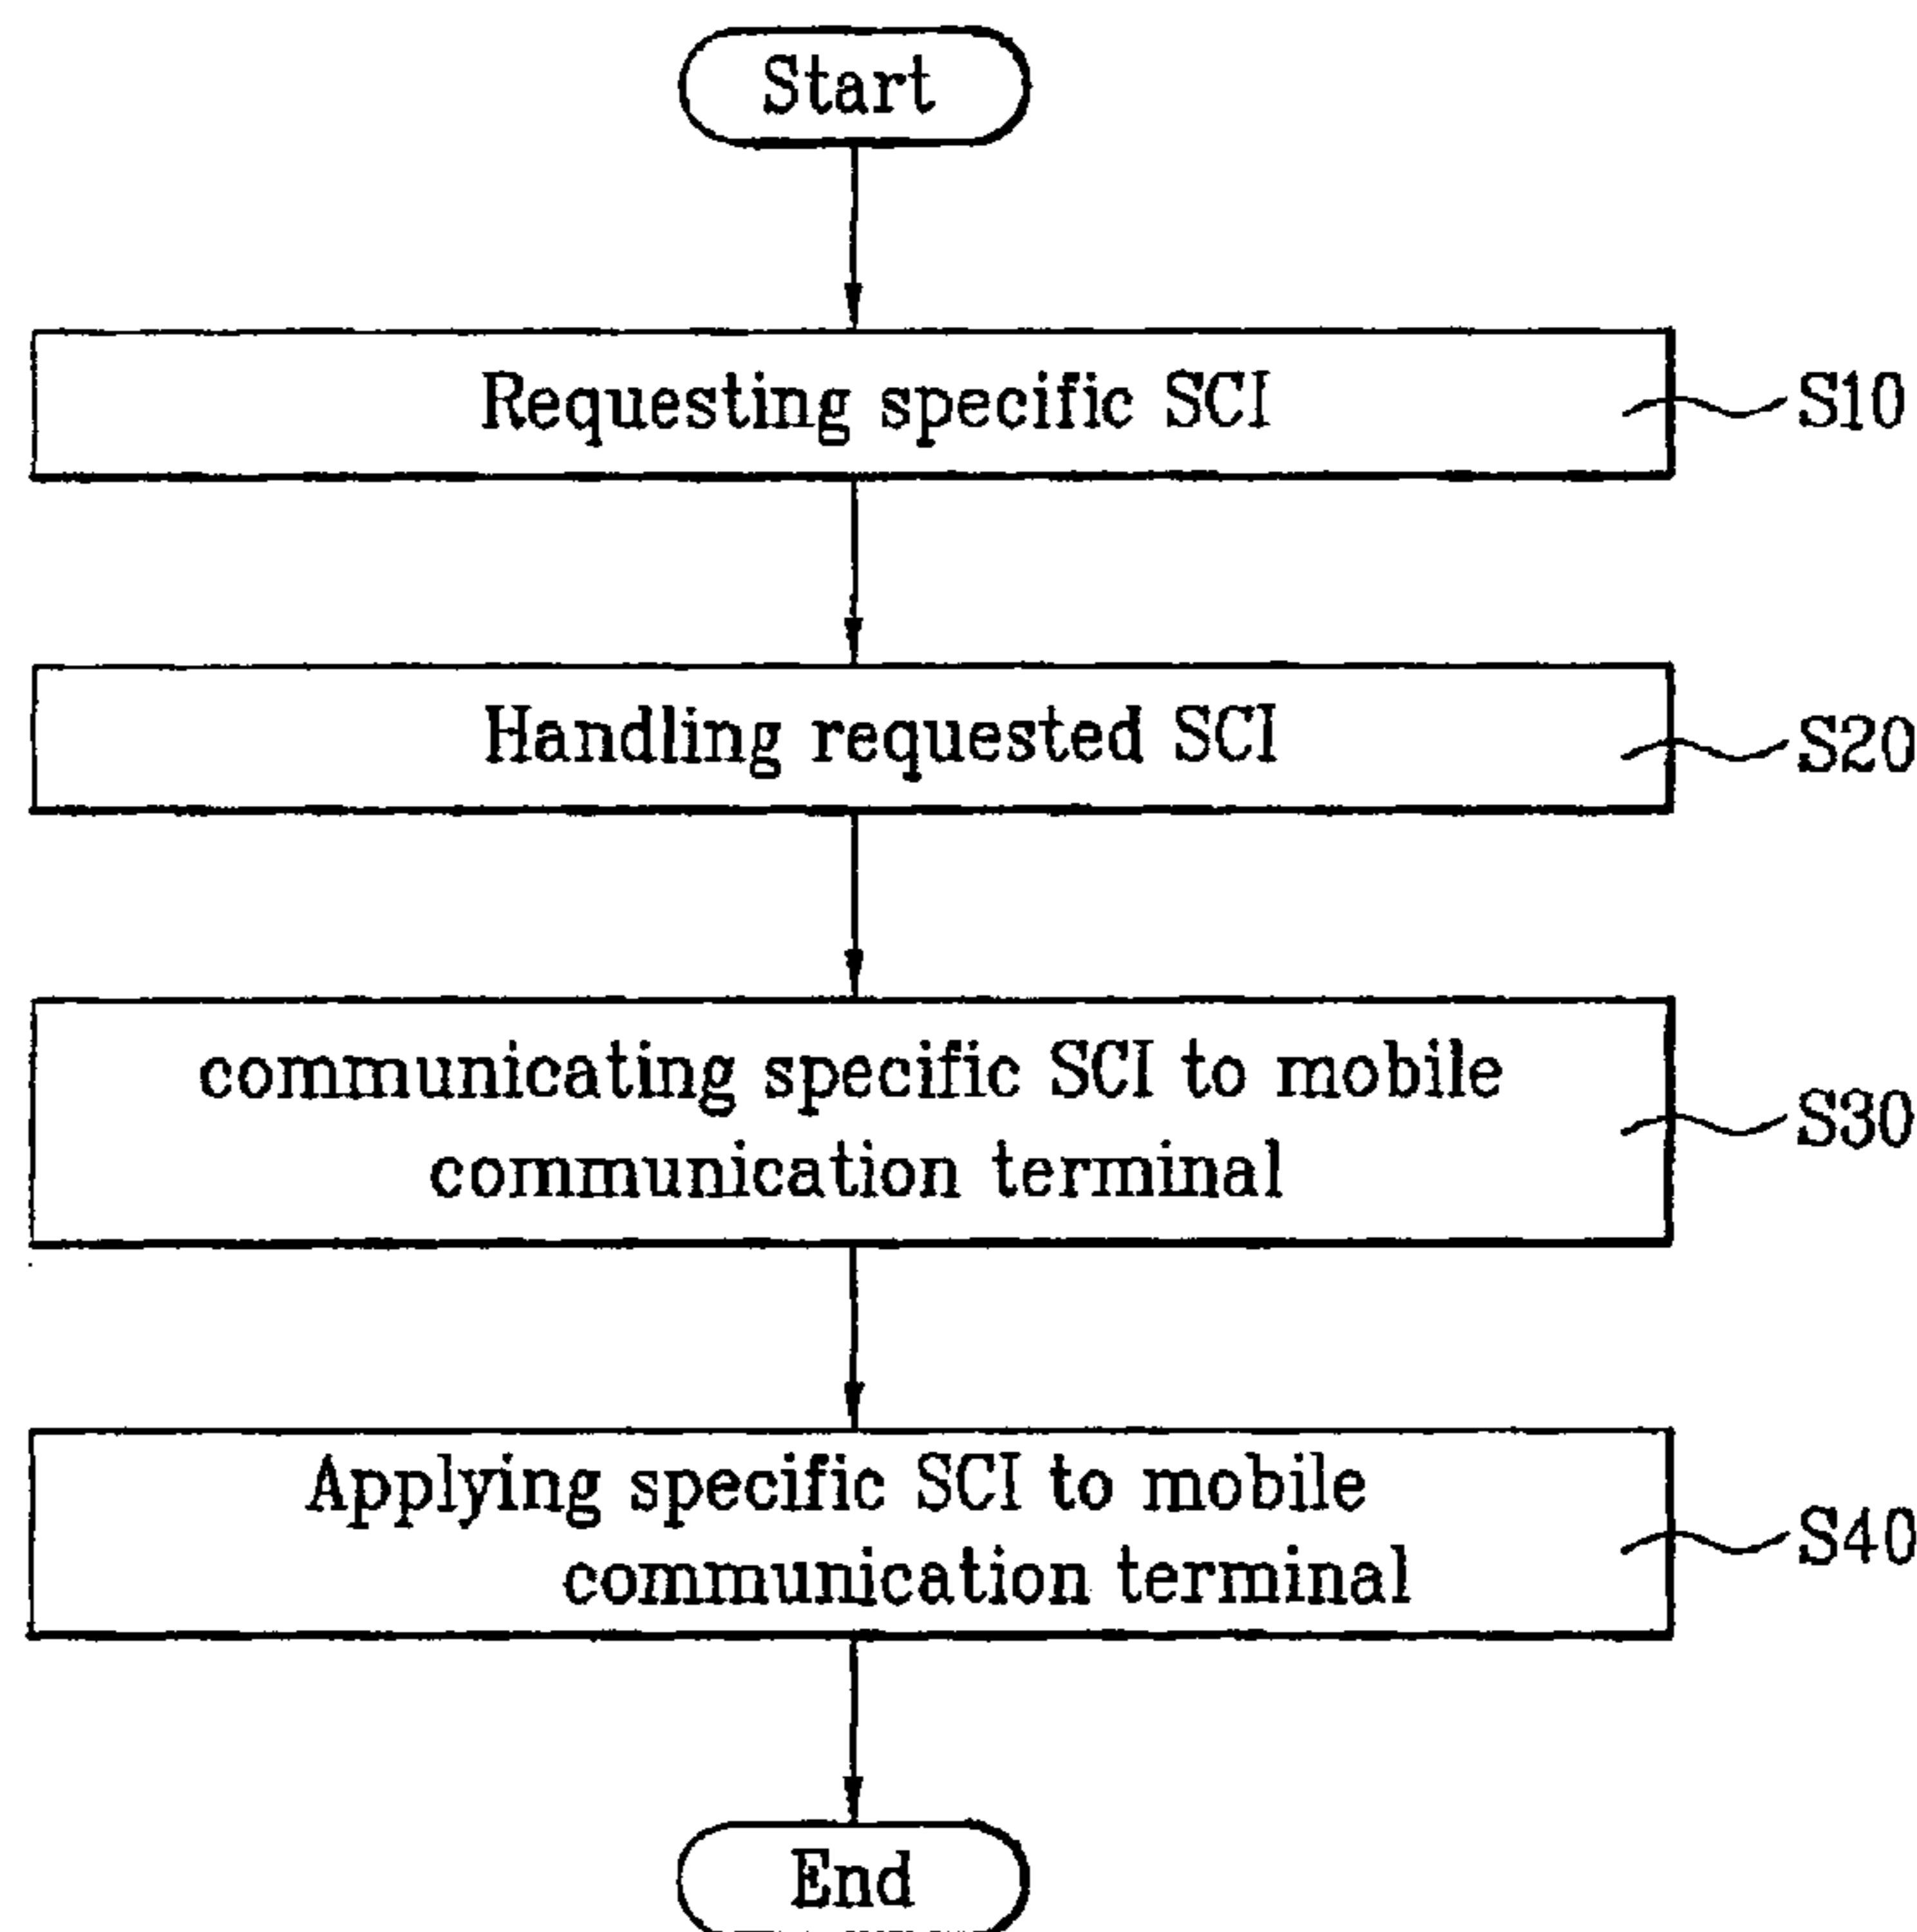 Start
Requesting specific SCI
S10
Handling requested SCI
S20
communicating specific SCI to mobile
communication terminal
S30
Applying specific SCI to mobile
communication terminal
S40
End